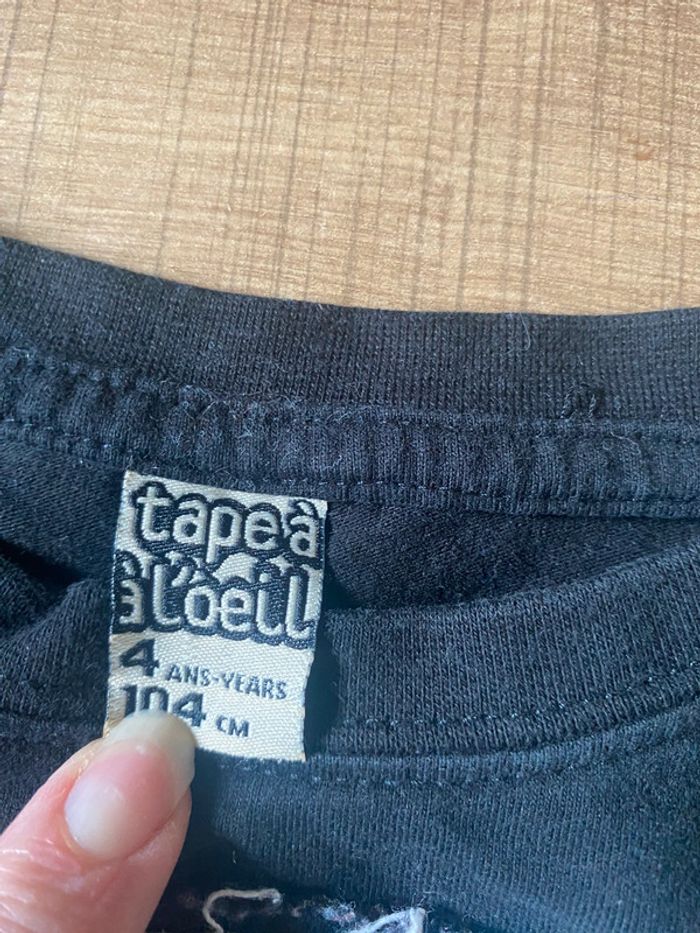 tape à
à l'oeil
4 ANS-YEARS
104 CM